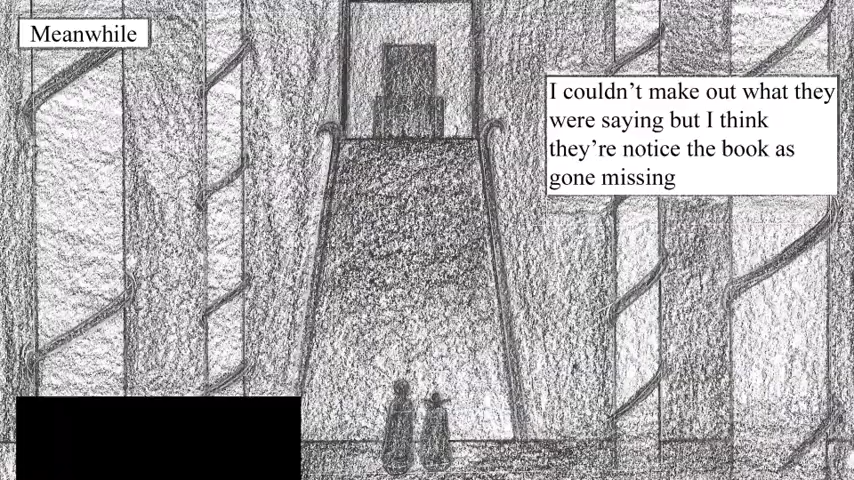 Meanwhile
I couldn't make out what they
were saying but I think
they're notice the book as
gone missing